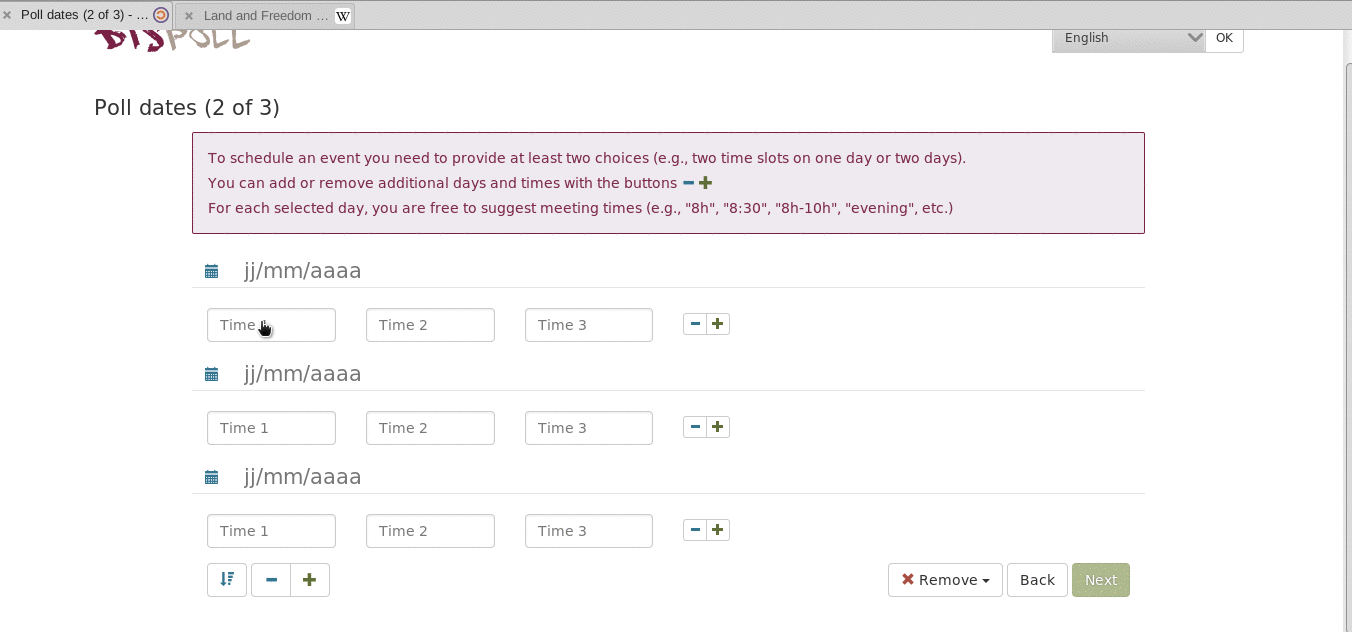 Poll dates (2 of 3) - ...
Land and Freedom ...
W
DISPOLL
English
OK
Poll dates (2 of 3)
To schedule an event you need to provide at least two choices (e.g., two time slots on one day or two days).
You can add or remove additional days and times with the buttons
For each selected day, you are free to suggest meeting times (e.g., "8h", "8:30", "8h-10h", "evening", etc.)
jj/mm/aaaa
Time
Time 2
Time 3
jj/mm/aaaa
Time 1
Time 2
Time 3
jj/mm/aaaa
Time 1
Time 2
Time 3
Remove
Back
Next